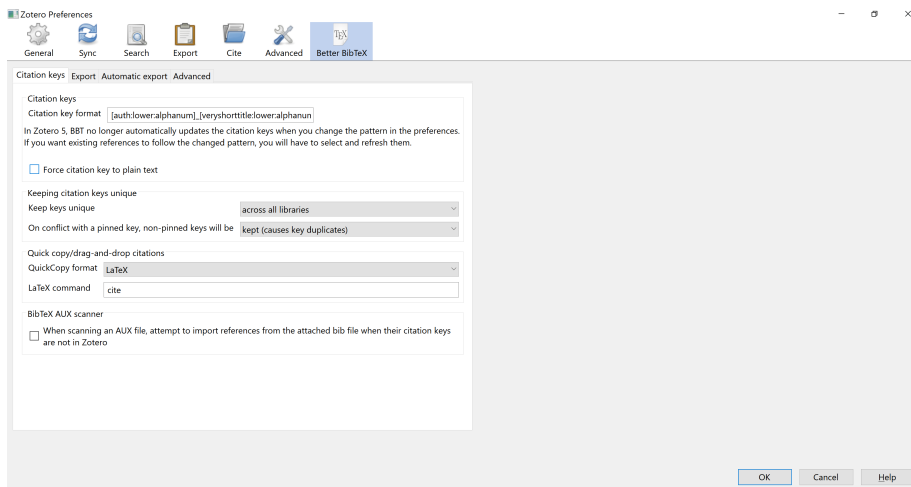 Zotero Preferences
General Sync Search Export Cite Advanced Better BibTeX
TEX
Citation keys Export Automatic export Advanced
Citation keys
Citation key format [auth:lower:alphanum]_[veryshorttitle:lower:alphanun
In Zotero 5, BBT no longer automatically updates the citation keys when you change the pattern in the preferences.
If you want existing references to follow the changed pattern, you will have to select and refresh them.
Force citation key to plain text
Keeping citation keys unique
Keep keys unique across all libraries
On conflict with a pinned key, non-pinned keys will be kept (causes key duplicates)
Quick copy/drag-and-drop citations
QuickCopy format LaTeX
LaTeX command cite
BibTeX AUX scanner
When scanning an AUX file, attempt to import references from the attached bib file when their citation keys
are not in Zotero
OK Cancel Help